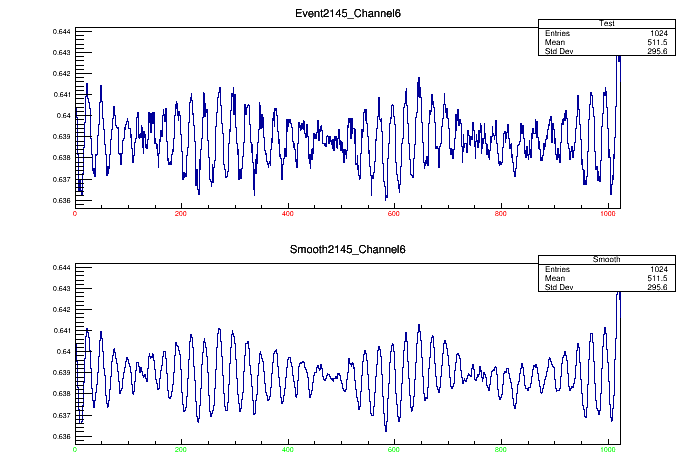 Event2145_Channel6
Test
Entries 1024
Mean 511.5
Std Dev 295.6
0.644
0.643
0.642
0.641
0.64
0.639
0.638
0.637
0.636
0 200 400 600 800 1000
Smooth2145_Channel6
Smooth
Entries 1024
Mean 511.5
Std Dev 295.6
0.644
0.643
0.642
0.641
0.64
0.639
0.638
0.637
0.636
0 200 400 600 800 1000